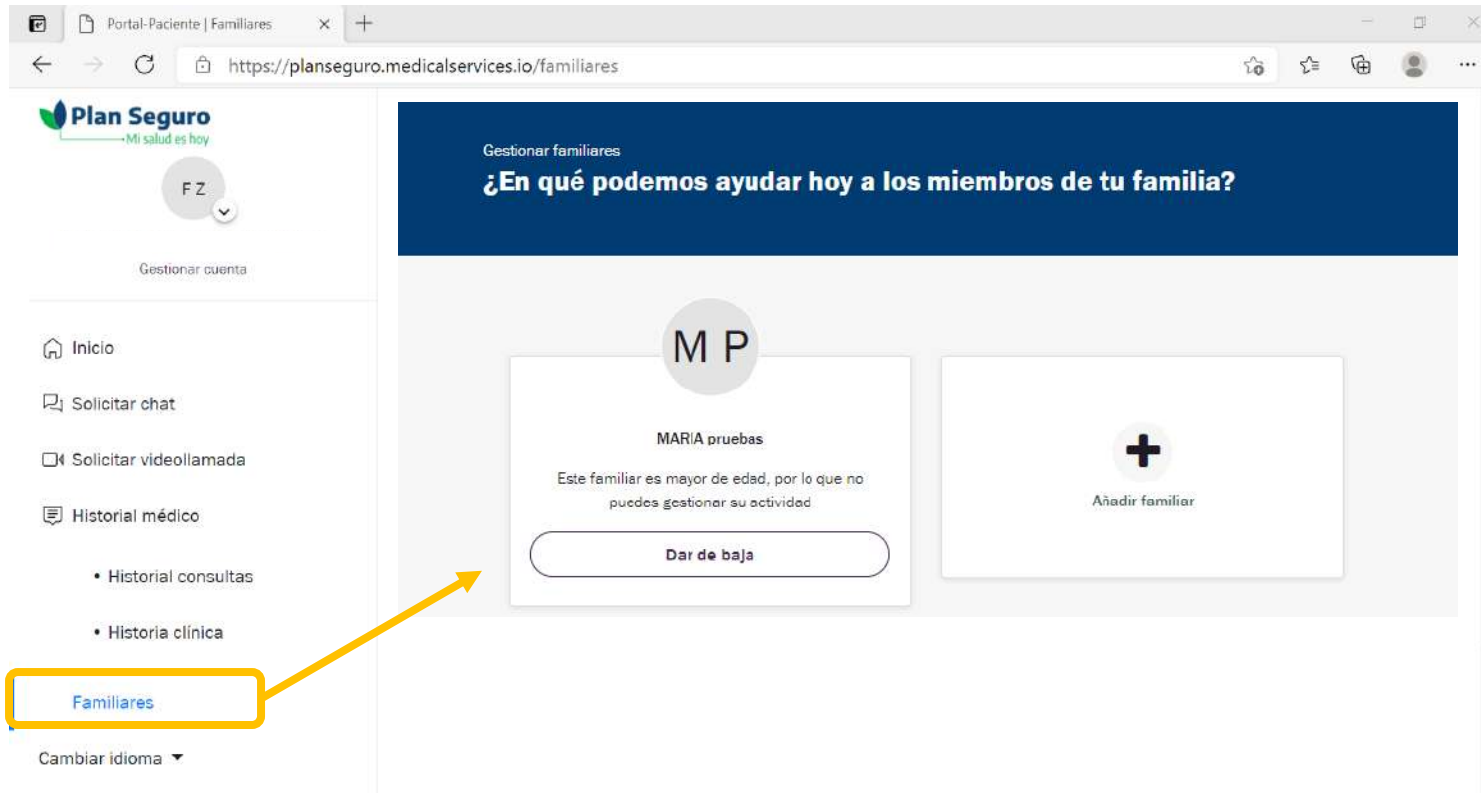 Portal-Paciente | Familiares
https://planseguro.medicalservices.io/familiares
Plan Seguro
Mi salud es hoy
F Z
Gestionar cuenta
Inicio
Solicitar chat
Solicitar videollamada
Historial médico
• Historial consultas
• Historia clínica
Familiares
Cambiar idioma
Gestionar familiares
¿En qué podemos ayudar hoy a los miembros de tu familia?
M P
MARIA pruebas
Este familiar es mayor de edad, por lo que no
puedes gestionar su actividad
Dar de baja
Añadir familiar